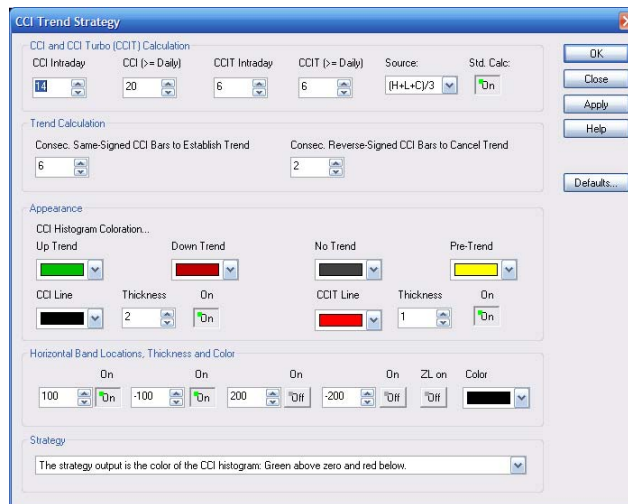 CCI Trend Strategy
CCI and CCI Turbo (CCIT) Calculation
CCI Intraday CCI (>= Daily) CCIT Intraday CCIT (>= Daily) Source: Std. Calc:
14 20 6 6 (H+L+C)/3 On
OK
Close
Apply
Help
Defaults...
Trend Calculation
Consec. Same-Signed CCI Bars to Establish Trend Consec. Reverse-Signed CCI Bars to Cancel Trend
6 2
Appearance
CCI Histogram Coloration...
Up Trend Down Trend No Trend Pre-Trend
CCI Line Thickness On CCIT Line Thickness On
2 On 1 On
Horizontal Band Locations, Thickness and Color
On On On On ZL on Color
100 On -100 On 200 Off -200 Off Off
Strategy
The strategy output is the color of the CCI histogram: Green above zero and red below.